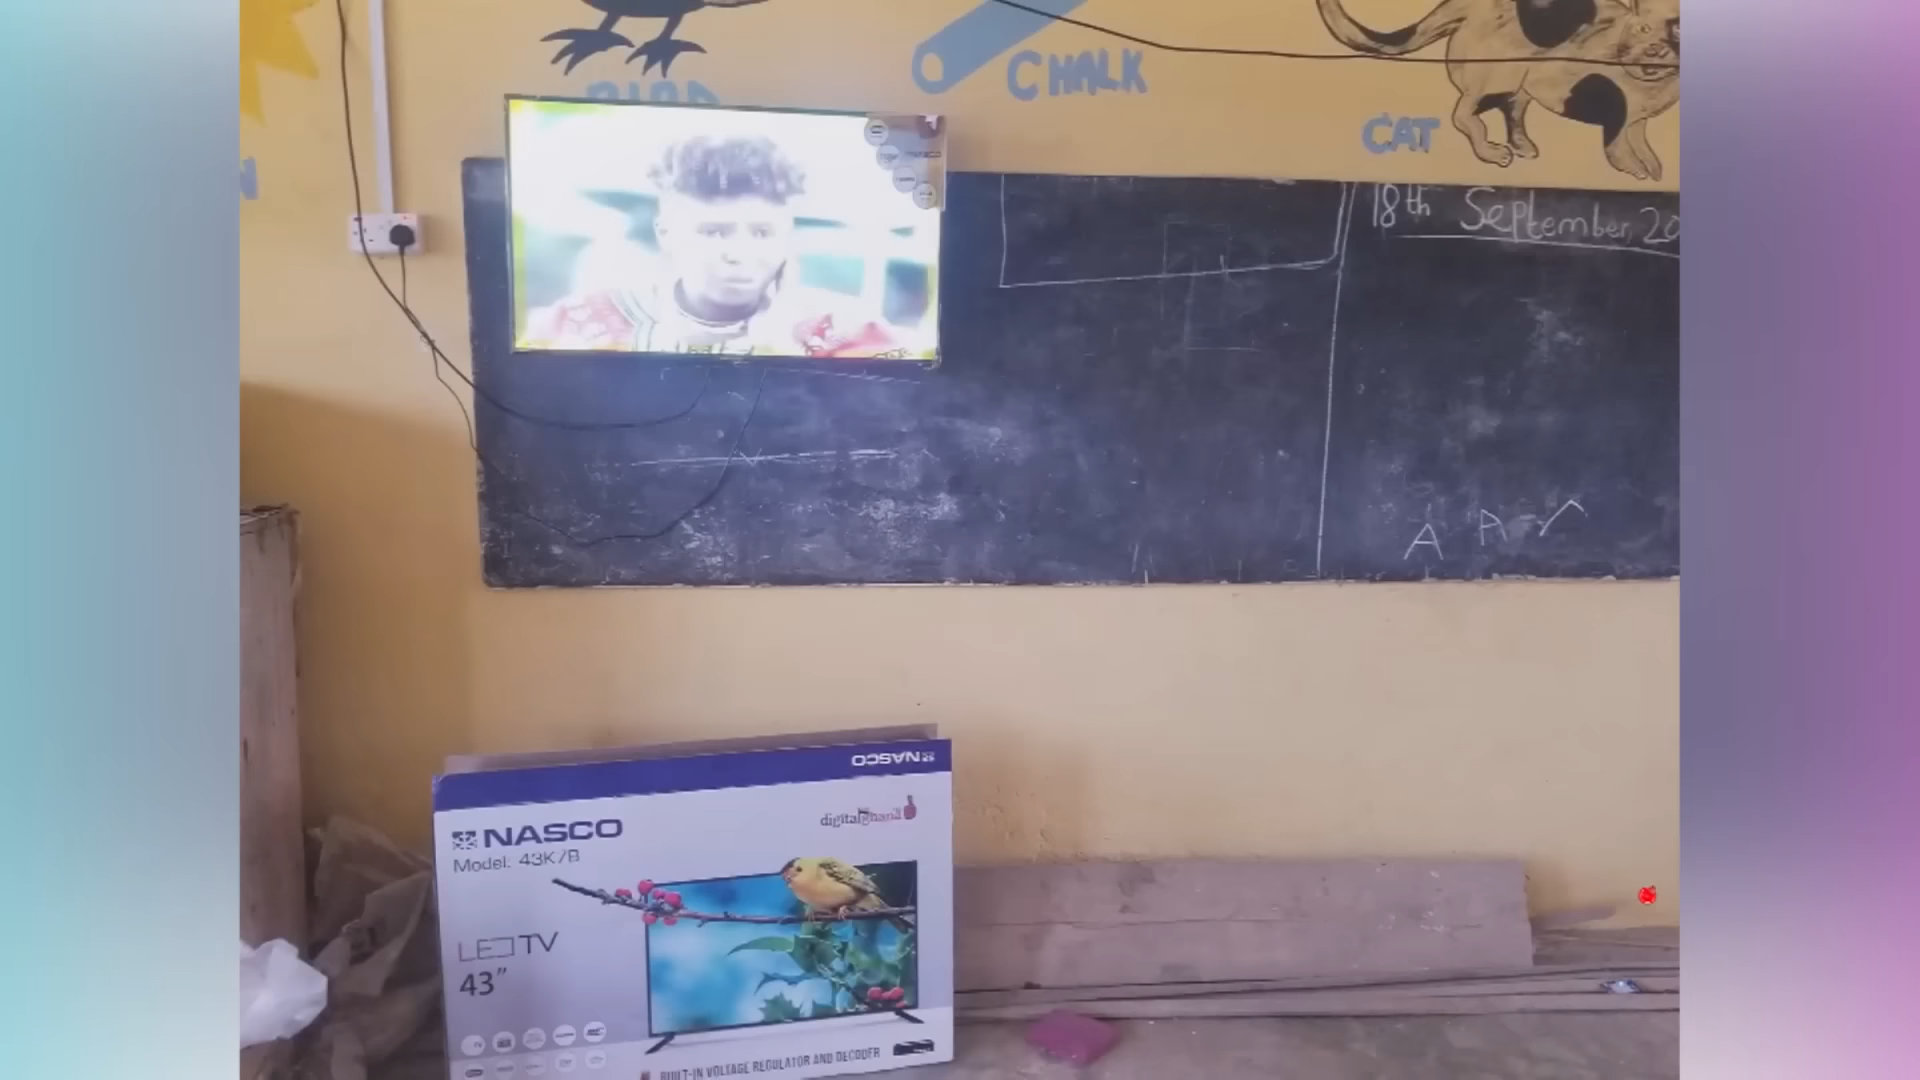 CHALK
CAT
18th September, 20
A A
NASCO
NASCO
digitalghana
Model: 43K7B
LED TV
43"
BUILT-IN VOLTAGE REGULATOR AND DECODER